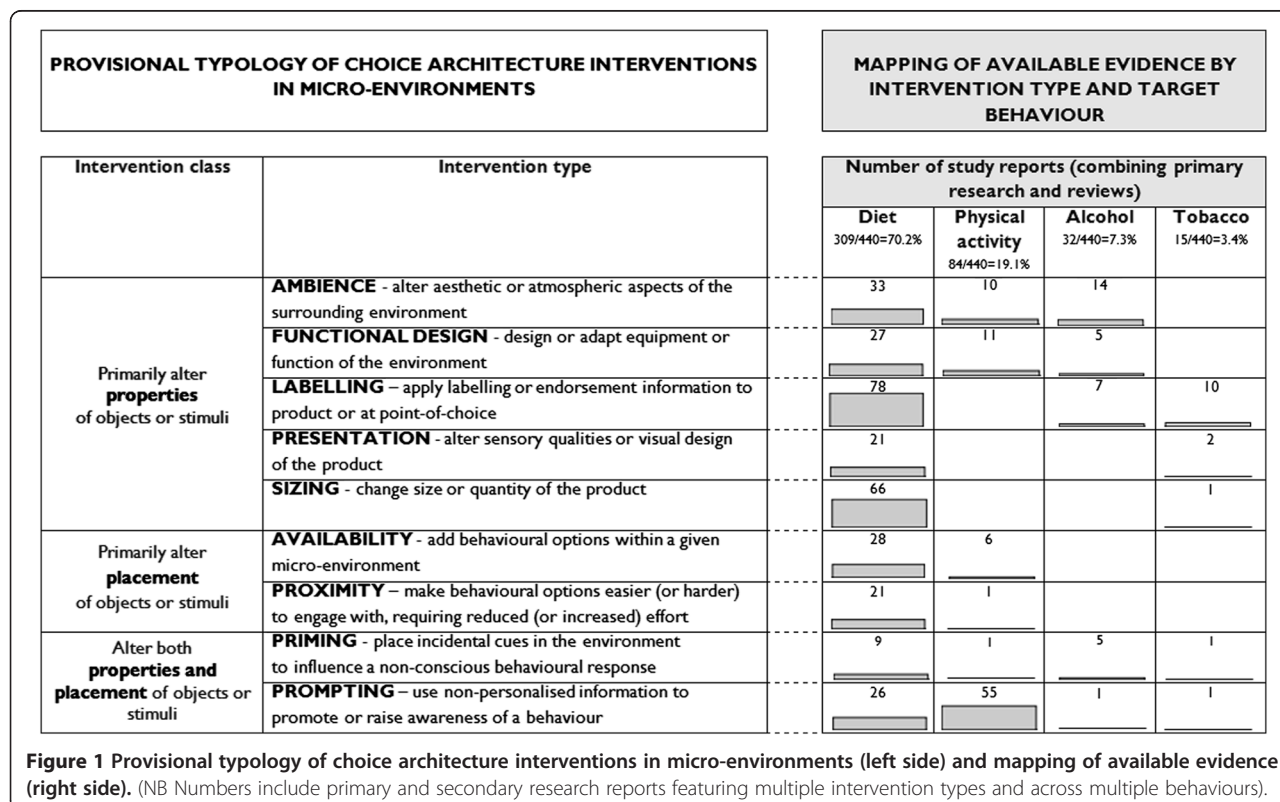 PROVISIONAL TYPOLOGY OF CHOICE ARCHITECTURE INTERVENTIONS
IN MICRO-ENVIRONMENTS
MAPPING OF AVAILABLE EVIDENCE BY
INTERVENTION TYPE AND TARGET
BEHAVIOUR
Intervention class
Intervention type
Number of study reports (combining primary
research and reviews)
Diet
309/440=70.2%
Physical
activity
84/440=19.1%
Alcohol
32/440=7.3%
Tobacco
15/440=3.4%
Primarily alter
properties
of objects or stimuli
AMBIENCE - alter aesthetic or atmospheric aspects of the
surrounding environment
33
10
14
FUNCTIONAL DESIGN - design or adapt equipment or
function of the environment
27
11
5
LABELLING – apply labelling or endorsement information to
product or at point-of-choice
78
7
10
PRESENTATION - alter sensory qualities or visual design
of the product
21
2
SIZING - change size or quantity of the product
66
1
Primarily alter
placement
of objects or stimuli
AVAILABILITY - add behavioural options within a given
micro-environment
28
6
PROXIMITY – make behavioural options easier (or harder)
to engage with, requiring reduced (or increased) effort
21
1
Alter both
properties and
placement of objects or
stimuli
PRIMING - place incidental cues in the environment
to influence a non-conscious behavioural response
9
1
5
1
PROMPTING – use non-personalised information to
promote or raise awareness of a behaviour
26
55
1
1
Figure 1 Provisional typology of choice architecture interventions in micro-environments (left side) and mapping of available evidence
(right side). (NB Numbers include primary and secondary research reports featuring multiple intervention types and across multiple behaviours).